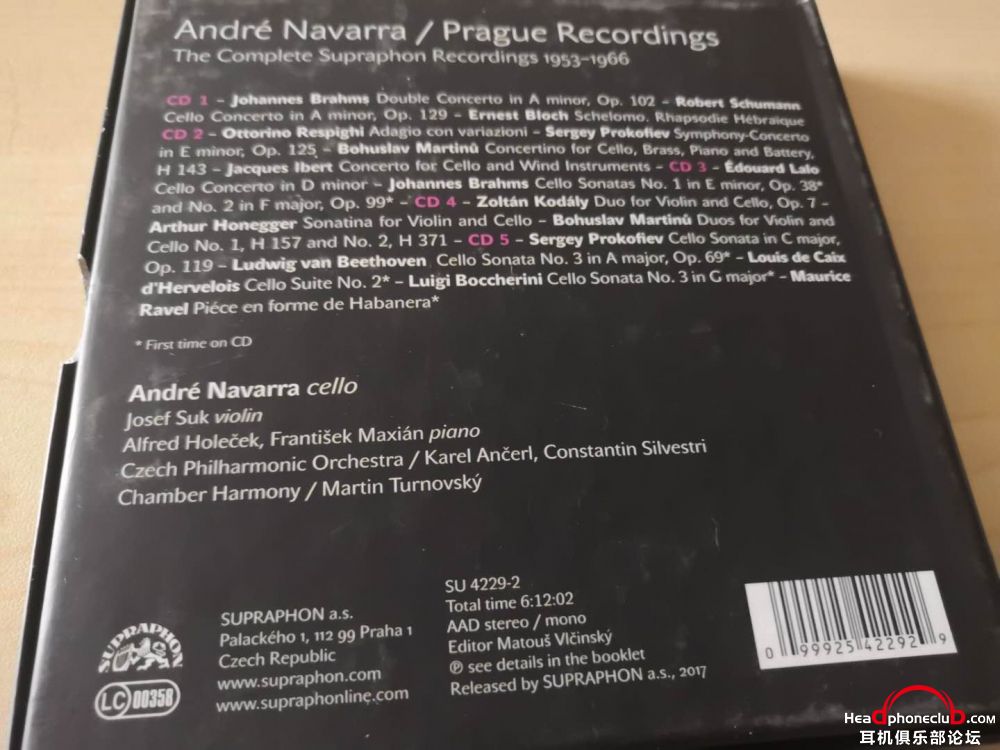 André Navarra / Prague Recordings
The Complete Supraphon Recordings 1953–1966
CD 1 – Johannes Brahms Double Concerto in A minor, Op. 102 – Robert Schumann
Cello Concerto in A minor, Op. 129 – Ernest Bloch Schelomo, Rhapsodie Hébraïque
CD 2 – Ottorino Respighi Adagio con variazioni – Sergey Prokofiev Symphony-Concerto
in E minor, Op. 125 – Bohuslav Martinů Concertino for Cello, Brass, Piano and Battery,
H 143 – Jacques Ibert Concerto for Cello and Wind Instruments – CD 3 – Édouard Lalo
Cello Concerto in D minor – Johannes Brahms Cello Sonatas No. 1 in E minor, Op. 38*
and No. 2 in F major, Op. 99* – CD 4 – Zoltán Kodály Duo for Violin and Cello, Op. 7 –
Arthur Honegger Sonatina for Violin and Cello – Bohuslav Martinů Duos for Violin and
Cello No. 1, H 157 and No. 2, H 371 – CD 5 – Sergey Prokofiev Cello Sonata in C major,
Op. 119 – Ludwig van Beethoven Cello Sonata No. 3 in A major, Op. 69* – Louis de Caix
d'Hervelois Cello Suite No. 2* – Luigi Boccherini Cello Sonata No. 3 in G major* – Maurice
Ravel Piéce en forme de Habanera*
* First time on CD
André Navarra cello
Josef Suk violin
Alfred Holeček, František Maxián piano
Czech Philharmonic Orchestra / Karel Ančerl, Constantin Silvestri
Chamber Harmony / Martin Turnovský
SUPRAPHON
LC 00358
SUPRAPHON a.s.
Palackého 1, 112 99 Praha 1
Czech Republic
www.supraphon.com
www.supraphonline.com
SU 4229-2
Total time 6:12:02
AAD stereo / mono
Editor Matouš Vlčinský
℗ see details in the booklet
Released by SUPRAPHON a.s., 2017
0 99925 42292 9
Headphoneclub.com
耳机俱乐部论坛